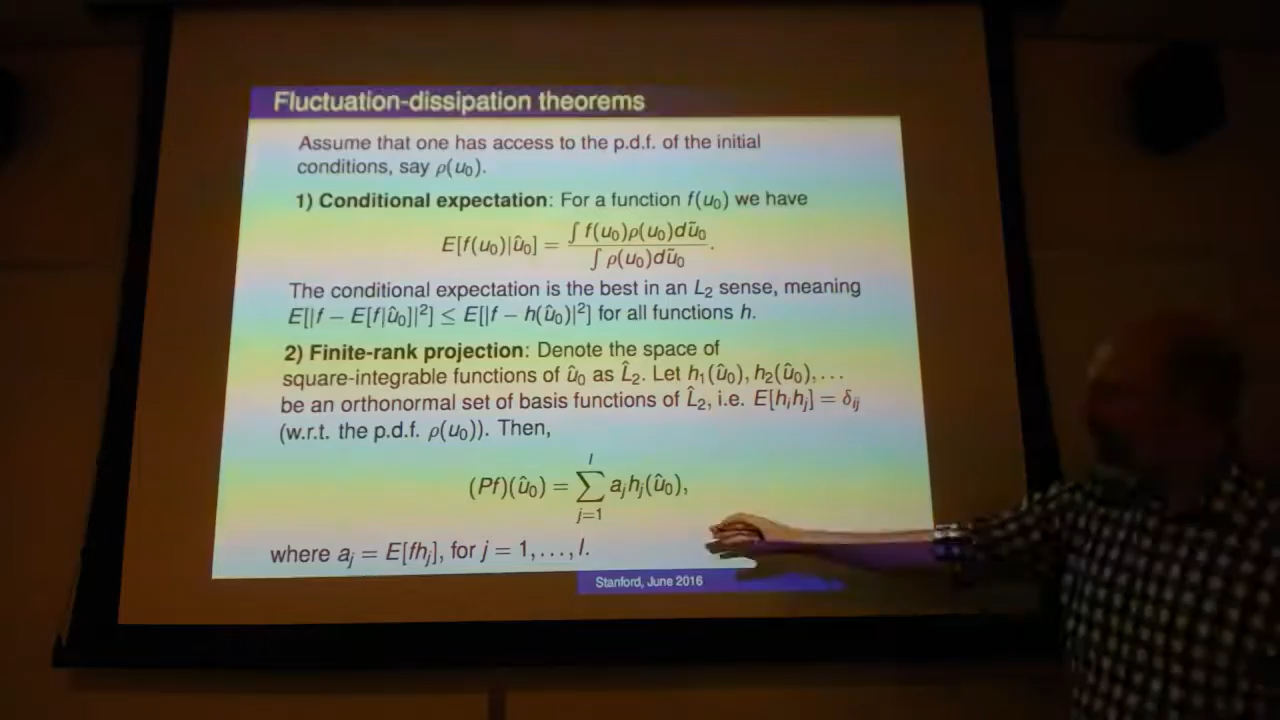 Fluctuation-dissipation theorems
Assume that one has access to the p.d.f. of the initial
conditions, say ρ(u₀).
1) Conditional expectation: For a function f(u₀) we have
E[f(u₀)|û₀] = ∫ f(u₀)ρ(u₀)dũ₀ / ∫ ρ(u₀)dũ₀ .
The conditional expectation is the best in an L₂ sense, meaning
E[|f − E[f|û₀]|²] ≤ E[|f − h(û₀)|²] for all functions h.
2) Finite-rank projection: Denote the space of
square-integrable functions of û₀ as L̂₂. Let h₁(û₀), h₂(û₀), . . .
be an orthonormal set of basis functions of L̂₂, i.e. E[hᵢhⱼ] = δᵢⱼ
(w.r.t. the p.d.f. ρ(u₀)). Then,
(Pf)(û₀) = ∑ⱼ₌₁ˡ aⱼhⱼ(û₀),
where aⱼ = E[fhⱼ], for j = 1, . . . , l.
Stanford, June 2016